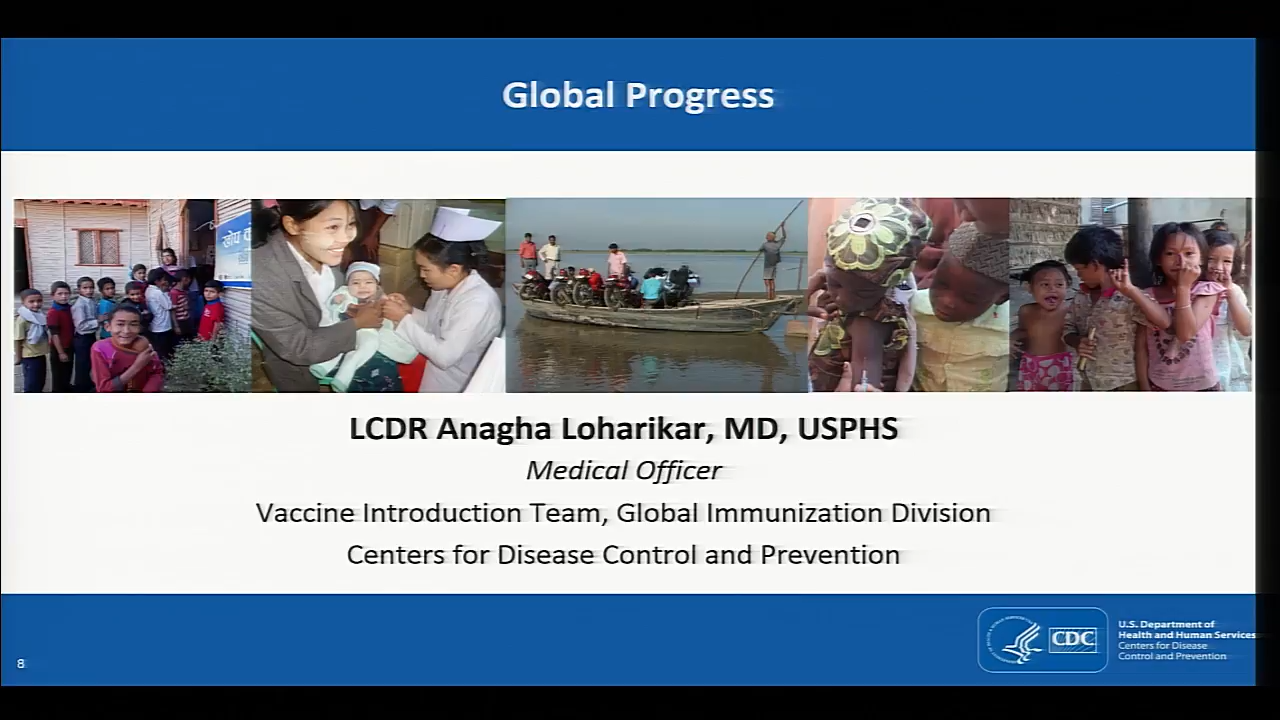 Global Progress
LCDR Anagha Loharikar, MD, USPHS
Medical Officer
Vaccine Introduction Team, Global Immunization Division
Centers for Disease Control and Prevention
8
CDC
U.S. Department of
Health and Human Services
Centers for Disease
Control and Prevention